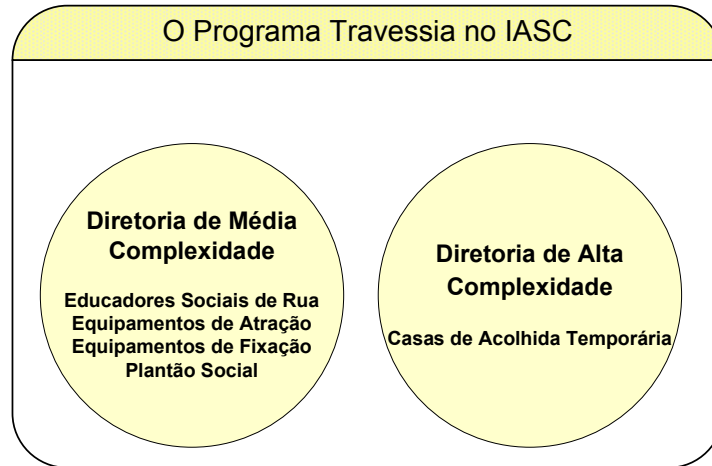 O Programa Travessia no IASC
Diretoria de Média
Complexidade
Educadores Sociais de Rua
Equipamentos de Atração
Equipamentos de Fixação
Plantão Social
Diretoria de Alta
Complexidade
Casas de Acolhida Temporária